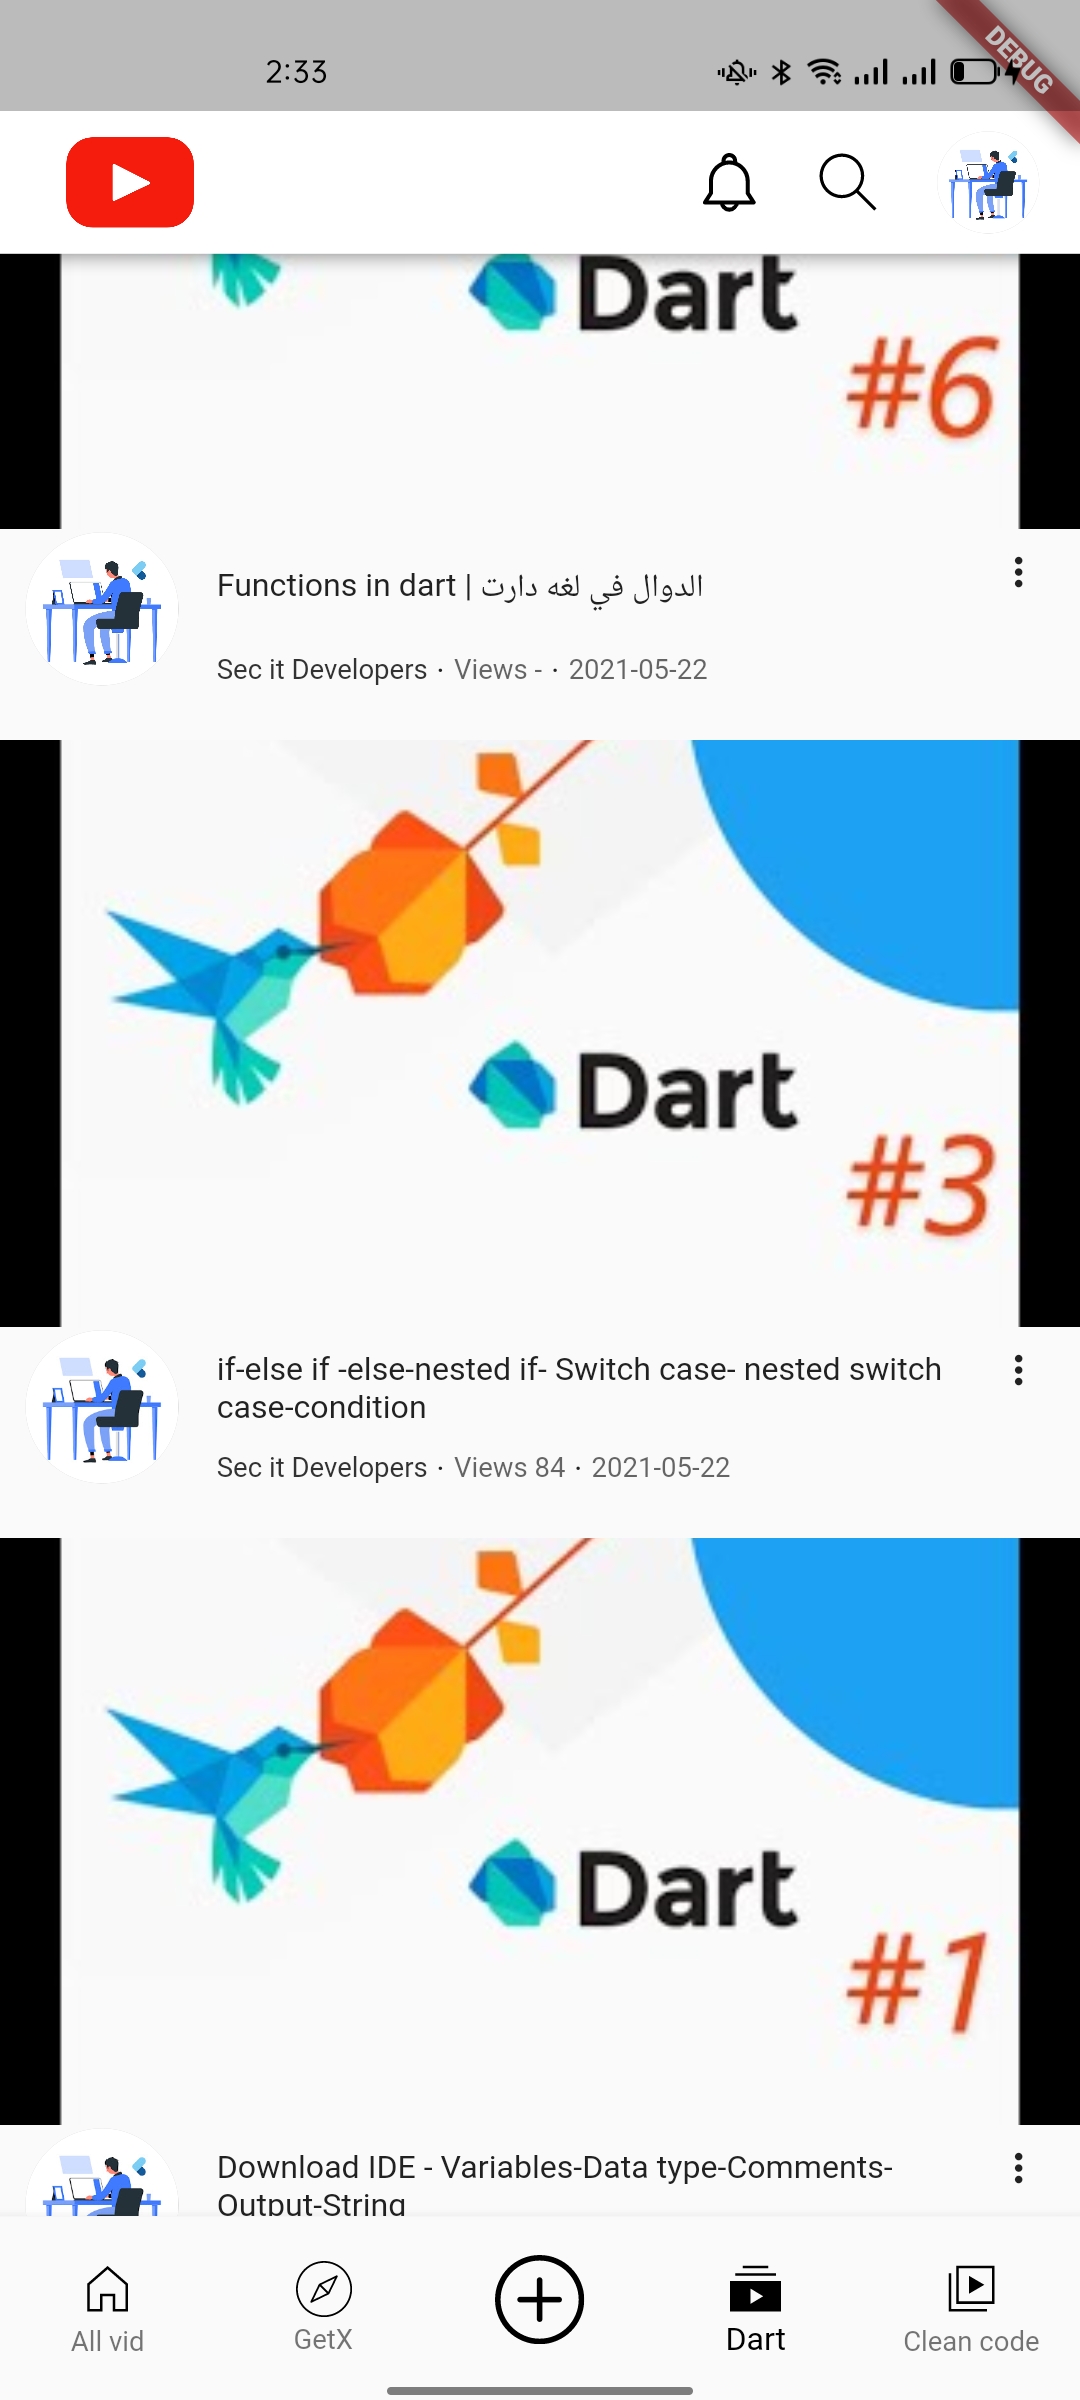 2:33
DEBUG
Dart
#6
Functions in dart | الدوال في لغه دارت
Sec it Developers · Views - · 2021-05-22
Dart
#3
if-else if -else-nested if- Switch case- nested switch
case-condition
Sec it Developers · Views 84 · 2021-05-22
Dart
#1
Download IDE - Variables-Data type-Comments-
Output-String
All vid
GetX
Dart
Clean code